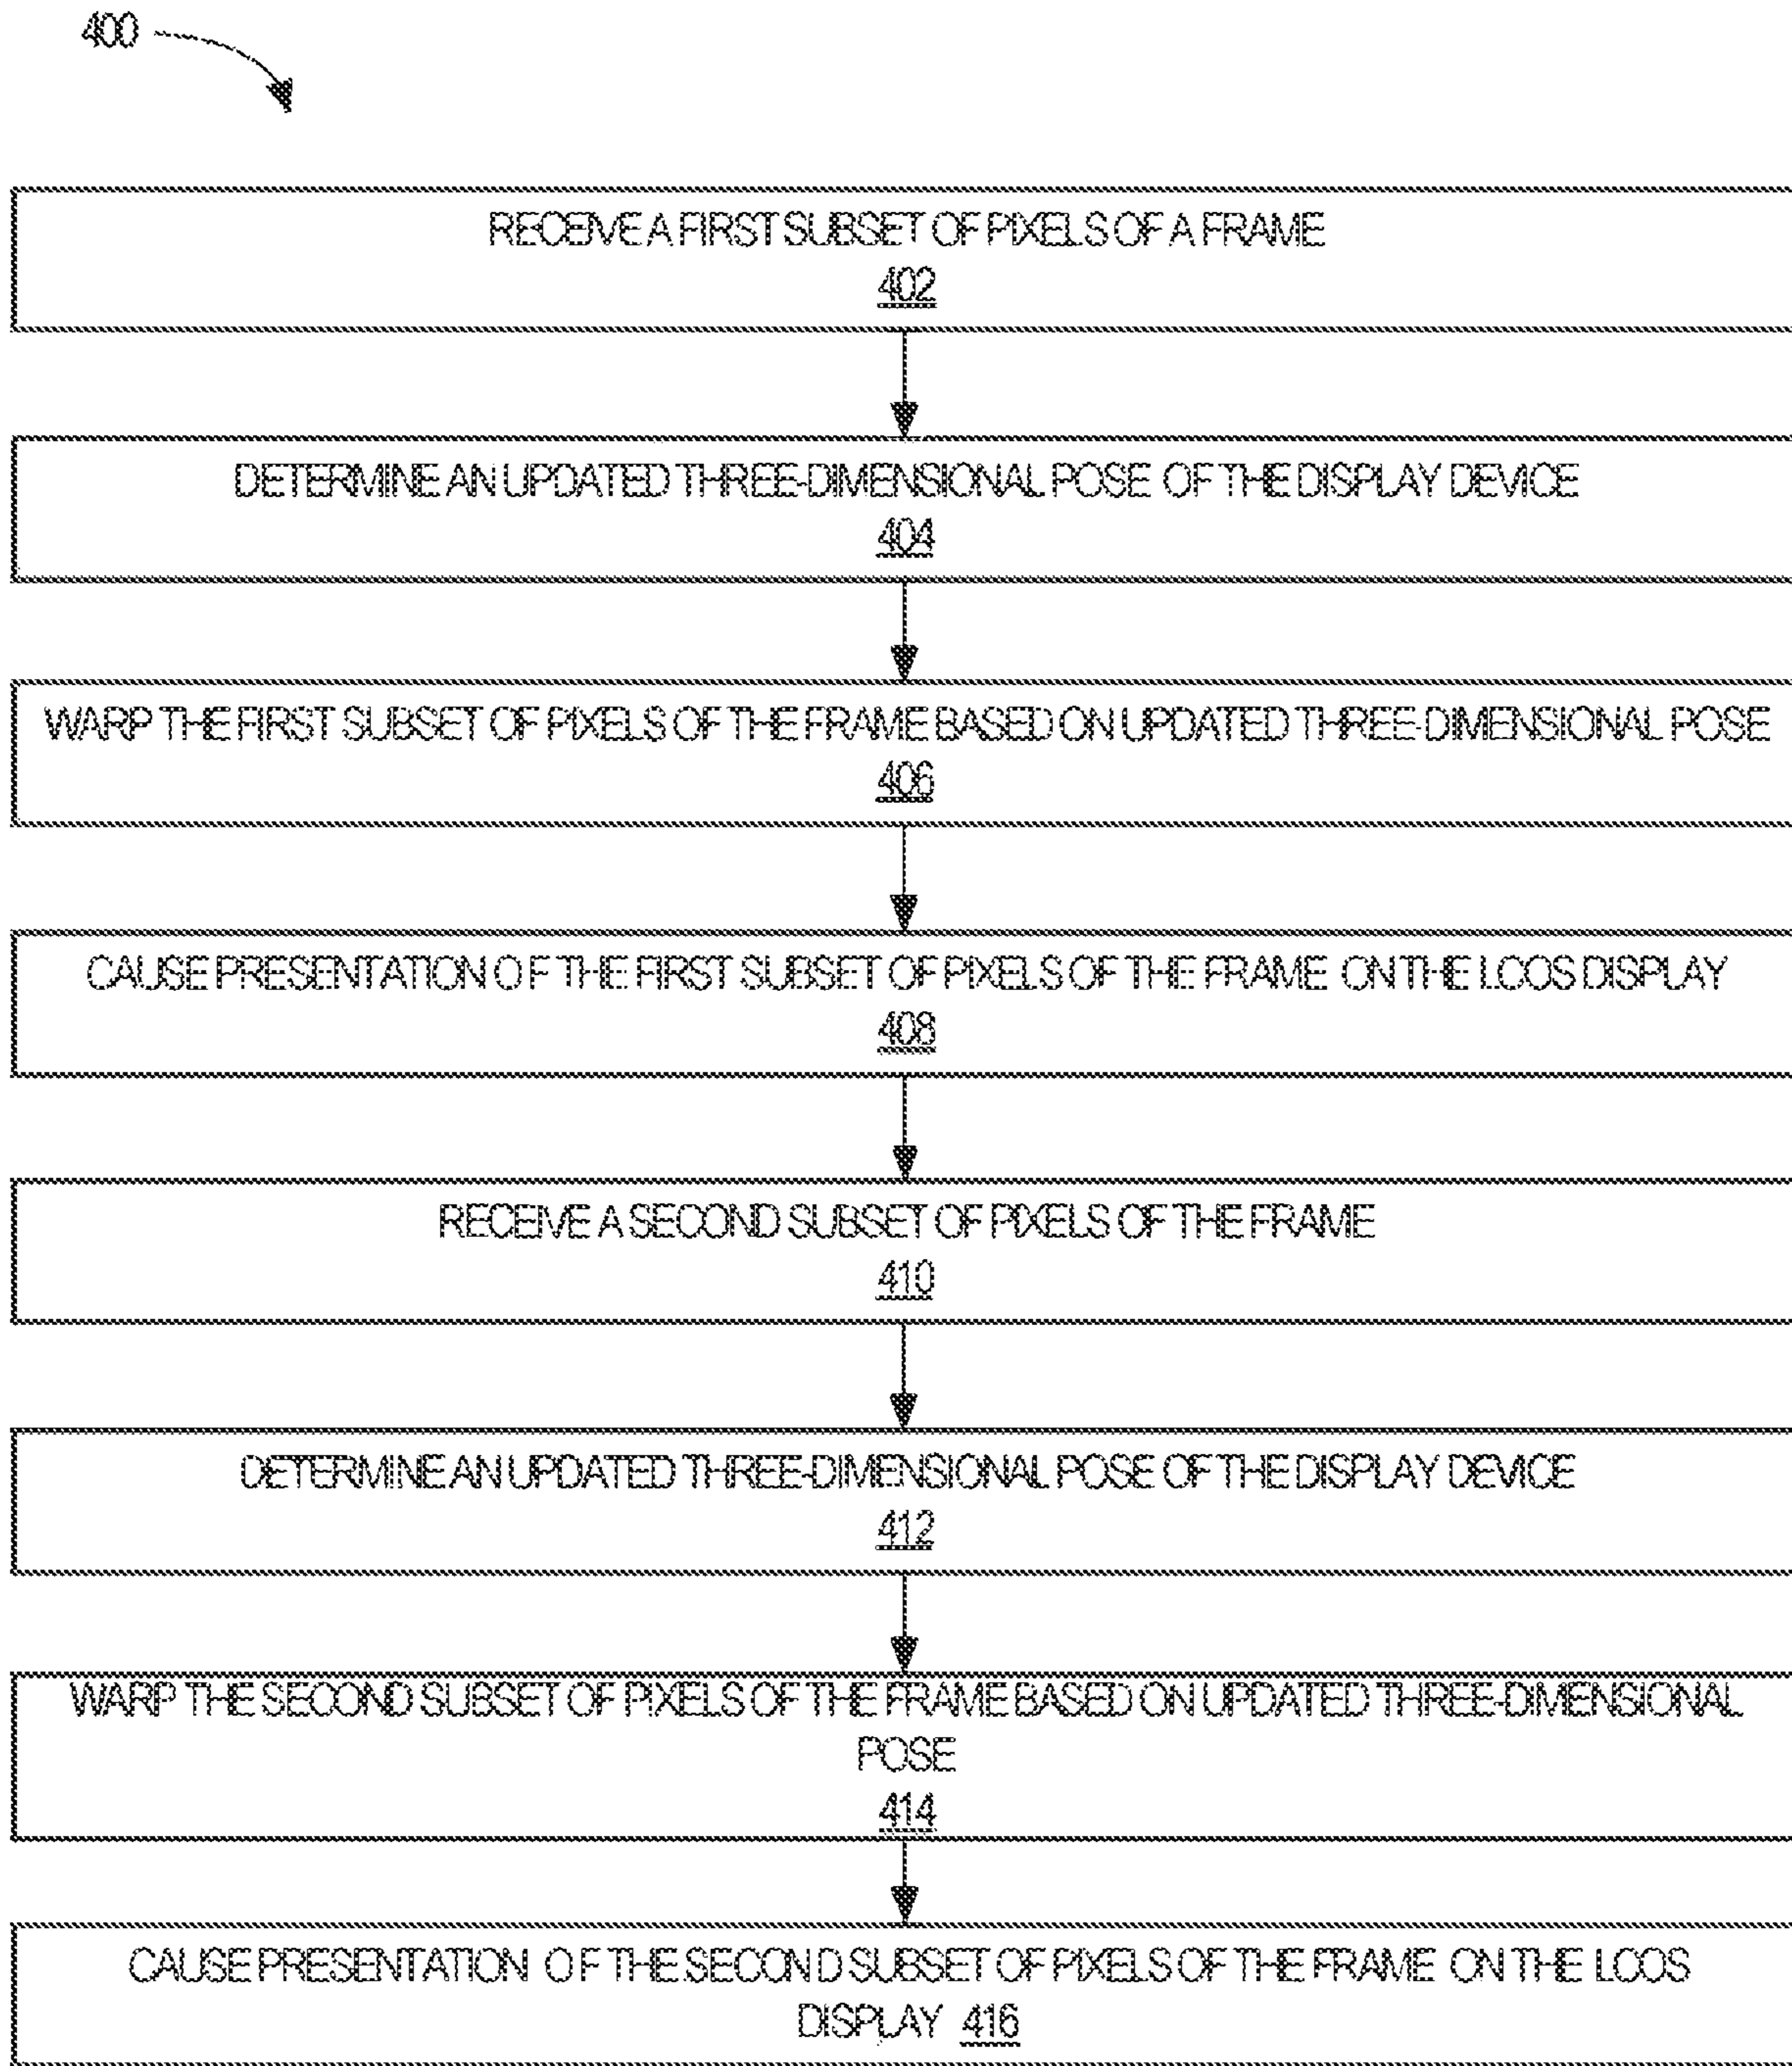 400
RECEIVE A FIRST SUBSET OF PIXELS OF A FRAME
402
DETERMINE AN UPDATED THREE-DIMENSIONAL POSE OF THE DISPLAY DEVICE
404
WARP THE FIRST SUBSET OF PIXELS OF THE FRAME BASED ON UPDATED THREE-DIMENSIONAL POSE
406
CAUSE PRESENTATION OF THE FIRST SUBSET OF PIXELS OF THE FRAME ON THE LCOS DISPLAY
408
RECEIVE A SECOND SUBSET OF PIXELS OF THE FRAME
410
DETERMINE AN UPDATED THREE-DIMENSIONAL POSE OF THE DISPLAY DEVICE
412
WARP THE SECOND SUBSET OF PIXELS OF THE FRAME BASED ON UPDATED THREE-DIMENSIONAL
POSE
414
CAUSE PRESENTATION OF THE SECOND SUBSET OF PIXELS OF THE FRAME ON THE LCOS
DISPLAY 416